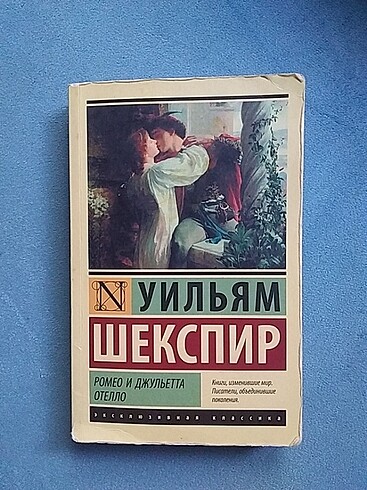 N УИЛЬЯМ
ШЕКСПИР
РОМЕО И ДЖУЛЬЕТТА
ОТЕЛЛО
Книги, изменившие мир.
Писатели, объединившие
поколения.
эксклюзивная классика